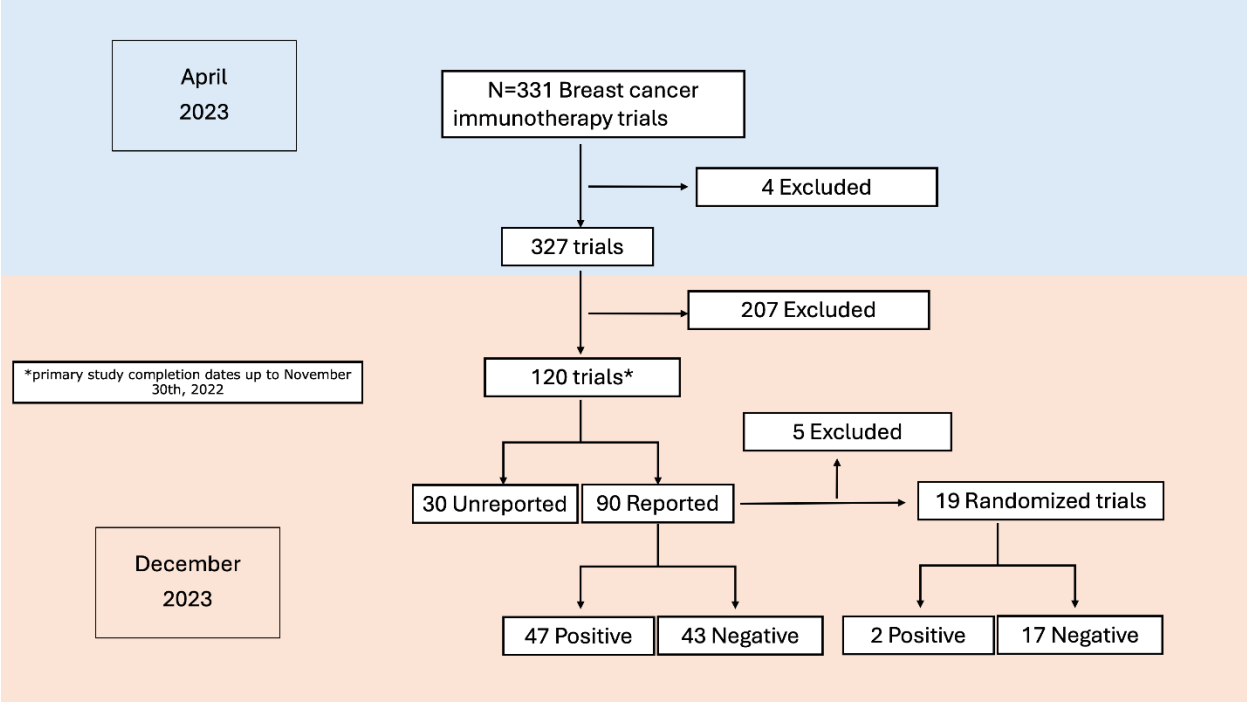 April
2023
N=331 Breast cancer
immunotherapy trials
4 Excluded
327 trials
207 Excluded
*primary study completion dates up to November
30th, 2022
120 trials*
5 Excluded
30 Unreported
90 Reported
19 Randomized trials
December
2023
47 Positive
43 Negative
2 Positive
17 Negative